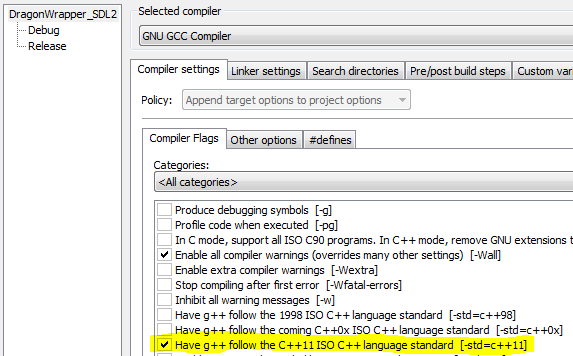 DragonWrapper_SDL2
Debug
Release
Selected compiler
GNU GCC Compiler
Compiler settings
Linker settings
Search directories
Pre/post build steps
Custom var
Policy:
Append target options to project options
Compiler Flags
Other options
#defines
Categories:
<All categories>
Produce debugging symbols [-g]
Profile code when executed [-pg]
In C mode, support all ISO C90 programs. In C++ mode, remove GNU extensions t
Enable all compiler warnings (overrides many other settings) [-Wall]
Enable extra compiler warnings [-Wextra]
Stop compiling after first error [-Wfatal-errors]
Inhibit all warning messages [-w]
Have g++ follow the 1998 ISO C++ language standard [-std=c++98]
Have g++ follow the coming C++0x ISO C++ language standard [-std=c++0x]
Have g++ follow the C++11 ISO C++ language standard [-std=c++11]